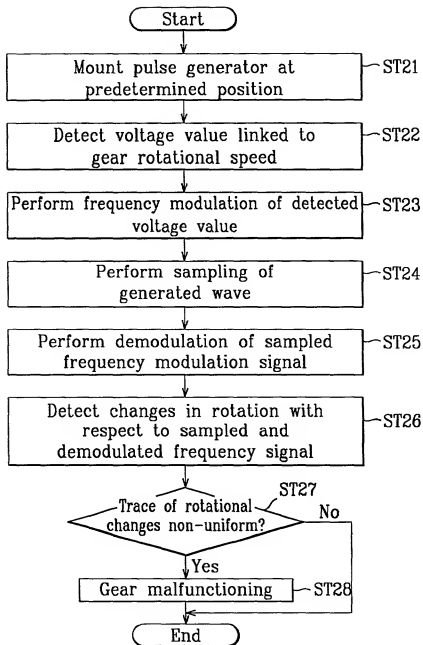 Start
Mount pulse generator at
predetermined position
ST21
Detect voltage value linked to
gear rotational speed
ST22
Perform frequency modulation of detected
voltage value
ST23
Perform sampling of
generated wave
ST24
Perform demodulation of sampled
frequency modulation signal
ST25
Detect changes in rotation with
respect to sampled and
demodulated frequency signal
ST26
ST27
Trace of rotational
changes non-uniform?
No
Yes
Gear malfunctioning
ST28
End